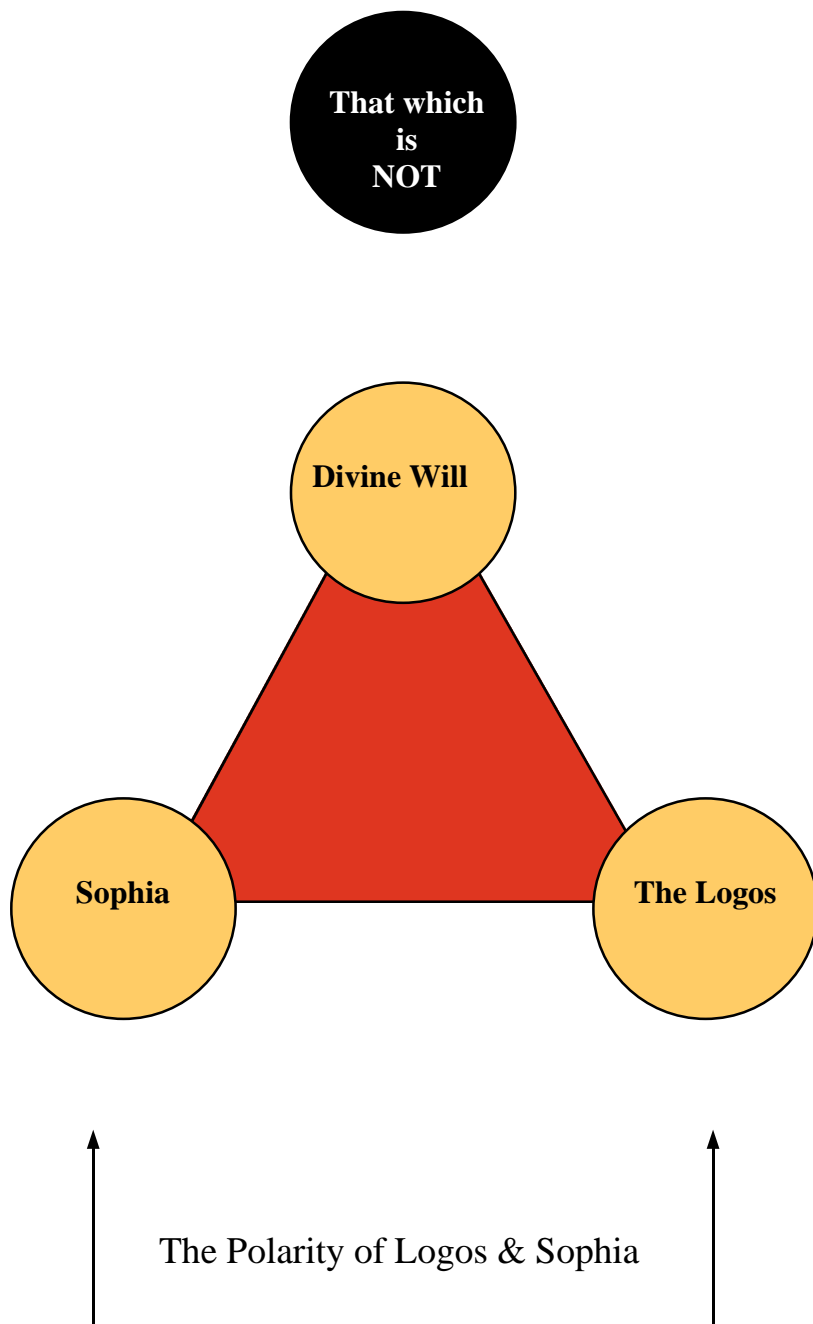 That which
is
NOT
Divine Will
Sophia
The Logos
The Polarity of Logos & Sophia